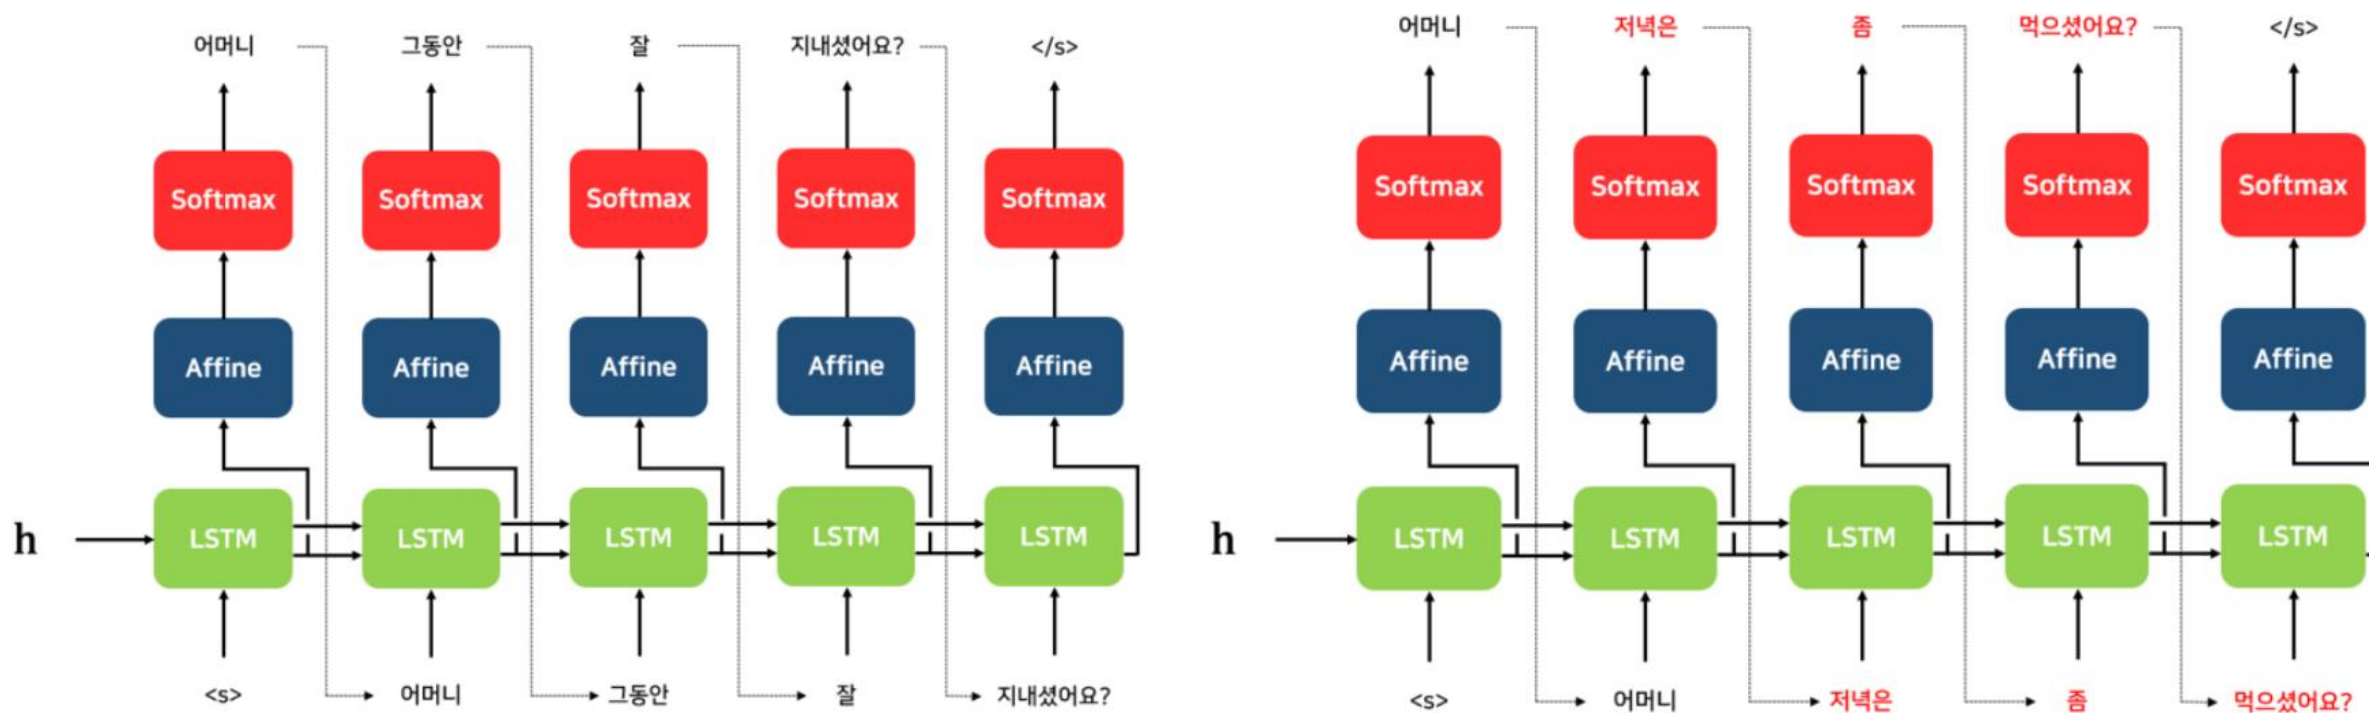 어머니 그동안 잘 지내셨어요? </s>
Softmax Softmax Softmax Softmax Softmax
Affine Affine Affine Affine Affine
h LSTM LSTM LSTM LSTM LSTM
<s> 어머니 그동안 잘 지내셨어요?
어머니 저녁은 좀 먹으셨어요? </s>
Softmax Softmax Softmax Softmax Softmax
Affine Affine Affine Affine Affine
h LSTM LSTM LSTM LSTM LSTM
<s> 어머니 저녁은 좀 먹으셨어요?